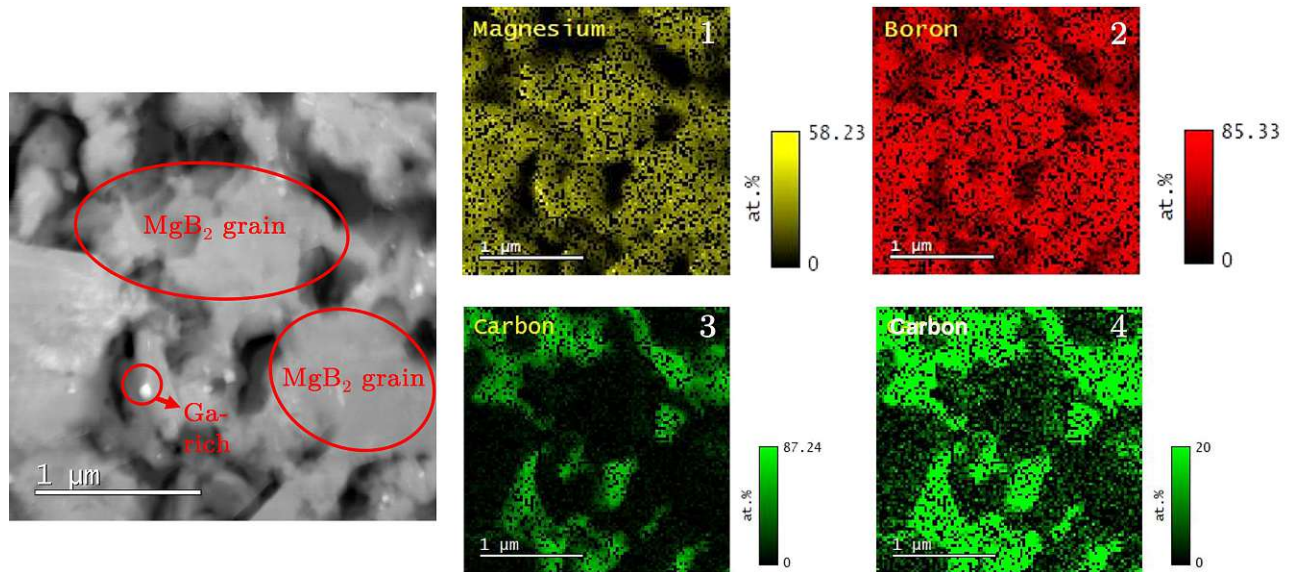 MgB₂ grain
MgB₂ grain
Ga-
rich
1 µm
Magnesium 1
1 µm
58.23
at.%
0
Boron 2
1 µm
85.33
at.%
0
Carbon 3
1 µm
87.24
at.%
0
Carbon 4
1 µm
20
at.%
0